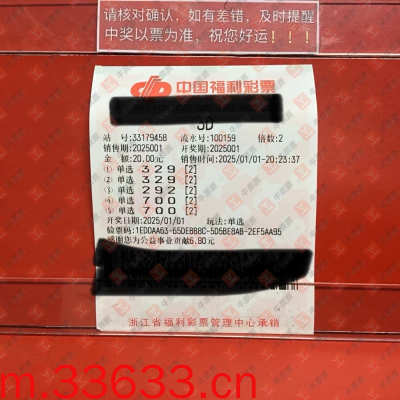 请核对确认，如有差错，及时提醒
中奖以票为准，祝您好运！！！
中国福利彩票
3D
站 号:33179458 流水号:100159 倍数:2
销售期:2025001 开奖期:2025001
金 额:20.00元 销售时间:2025/01/01-20:23:37
①单选 329 [2]
②单选 329 [2]
③单选 292 [2]
④单选 700 [2]
⑤单选 700 [2]
开奖日期:2025/01/01 玩法:单选
验票码:1EDDAA63-65DEBB8C-5D5BE8AB-2EF5AA95
感谢您为公益事业贡献6.80元
浙江省福利彩票管理中心承销
m.33633.cn